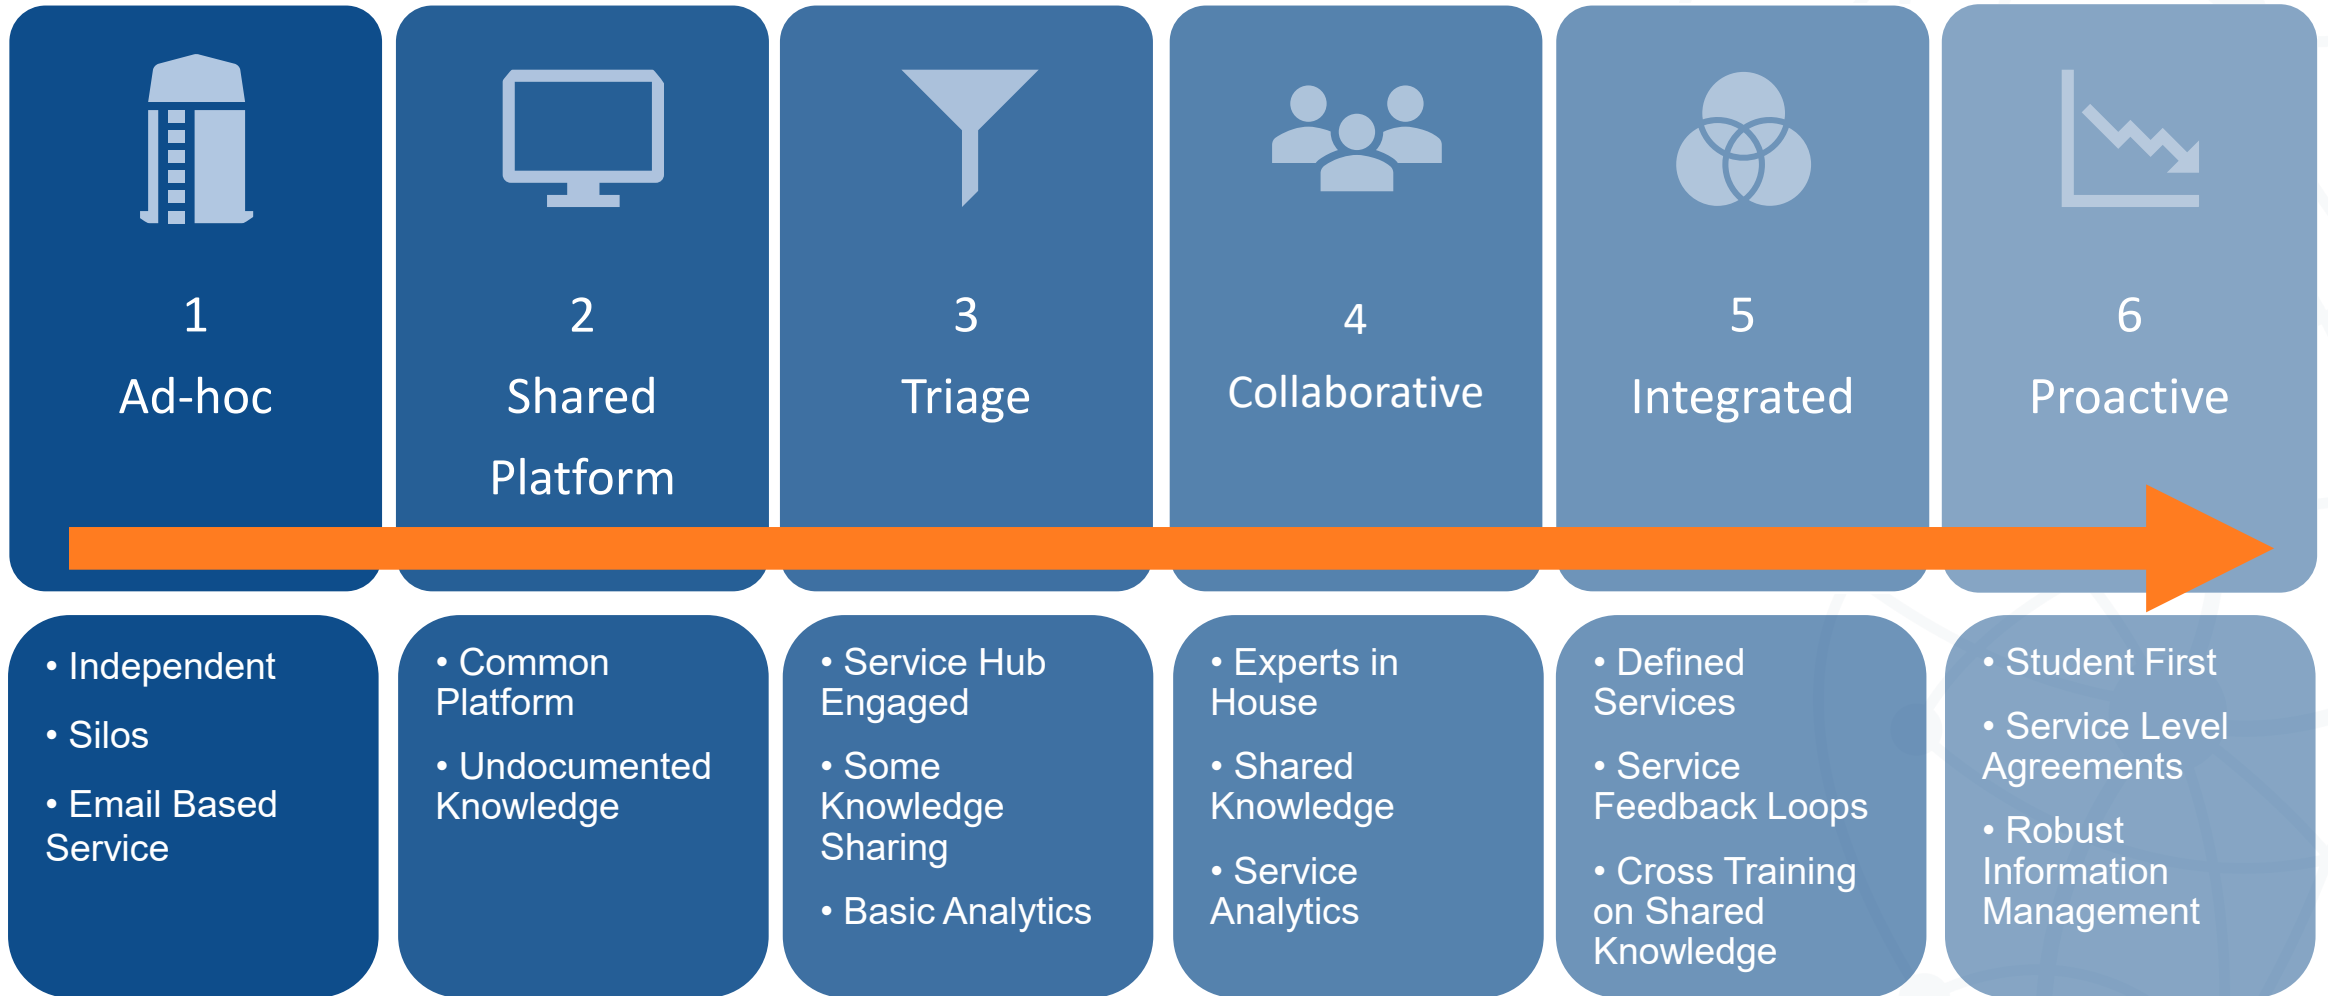 1
Ad-hoc
2
Shared
Platform
3
Triage
4
Collaborative
5
Integrated
6
Proactive
• Independent
• Silos
• Email Based
Service
• Common
Platform
• Undocumented
Knowledge
• Service Hub
Engaged
• Some
Knowledge
Sharing
• Basic Analytics
• Experts in
House
• Shared
Knowledge
• Service
Analytics
• Defined
Services
• Service
Feedback Loops
• Cross Training
on Shared
Knowledge
• Student First
• Service Level
Agreements
• Robust
Information
Management